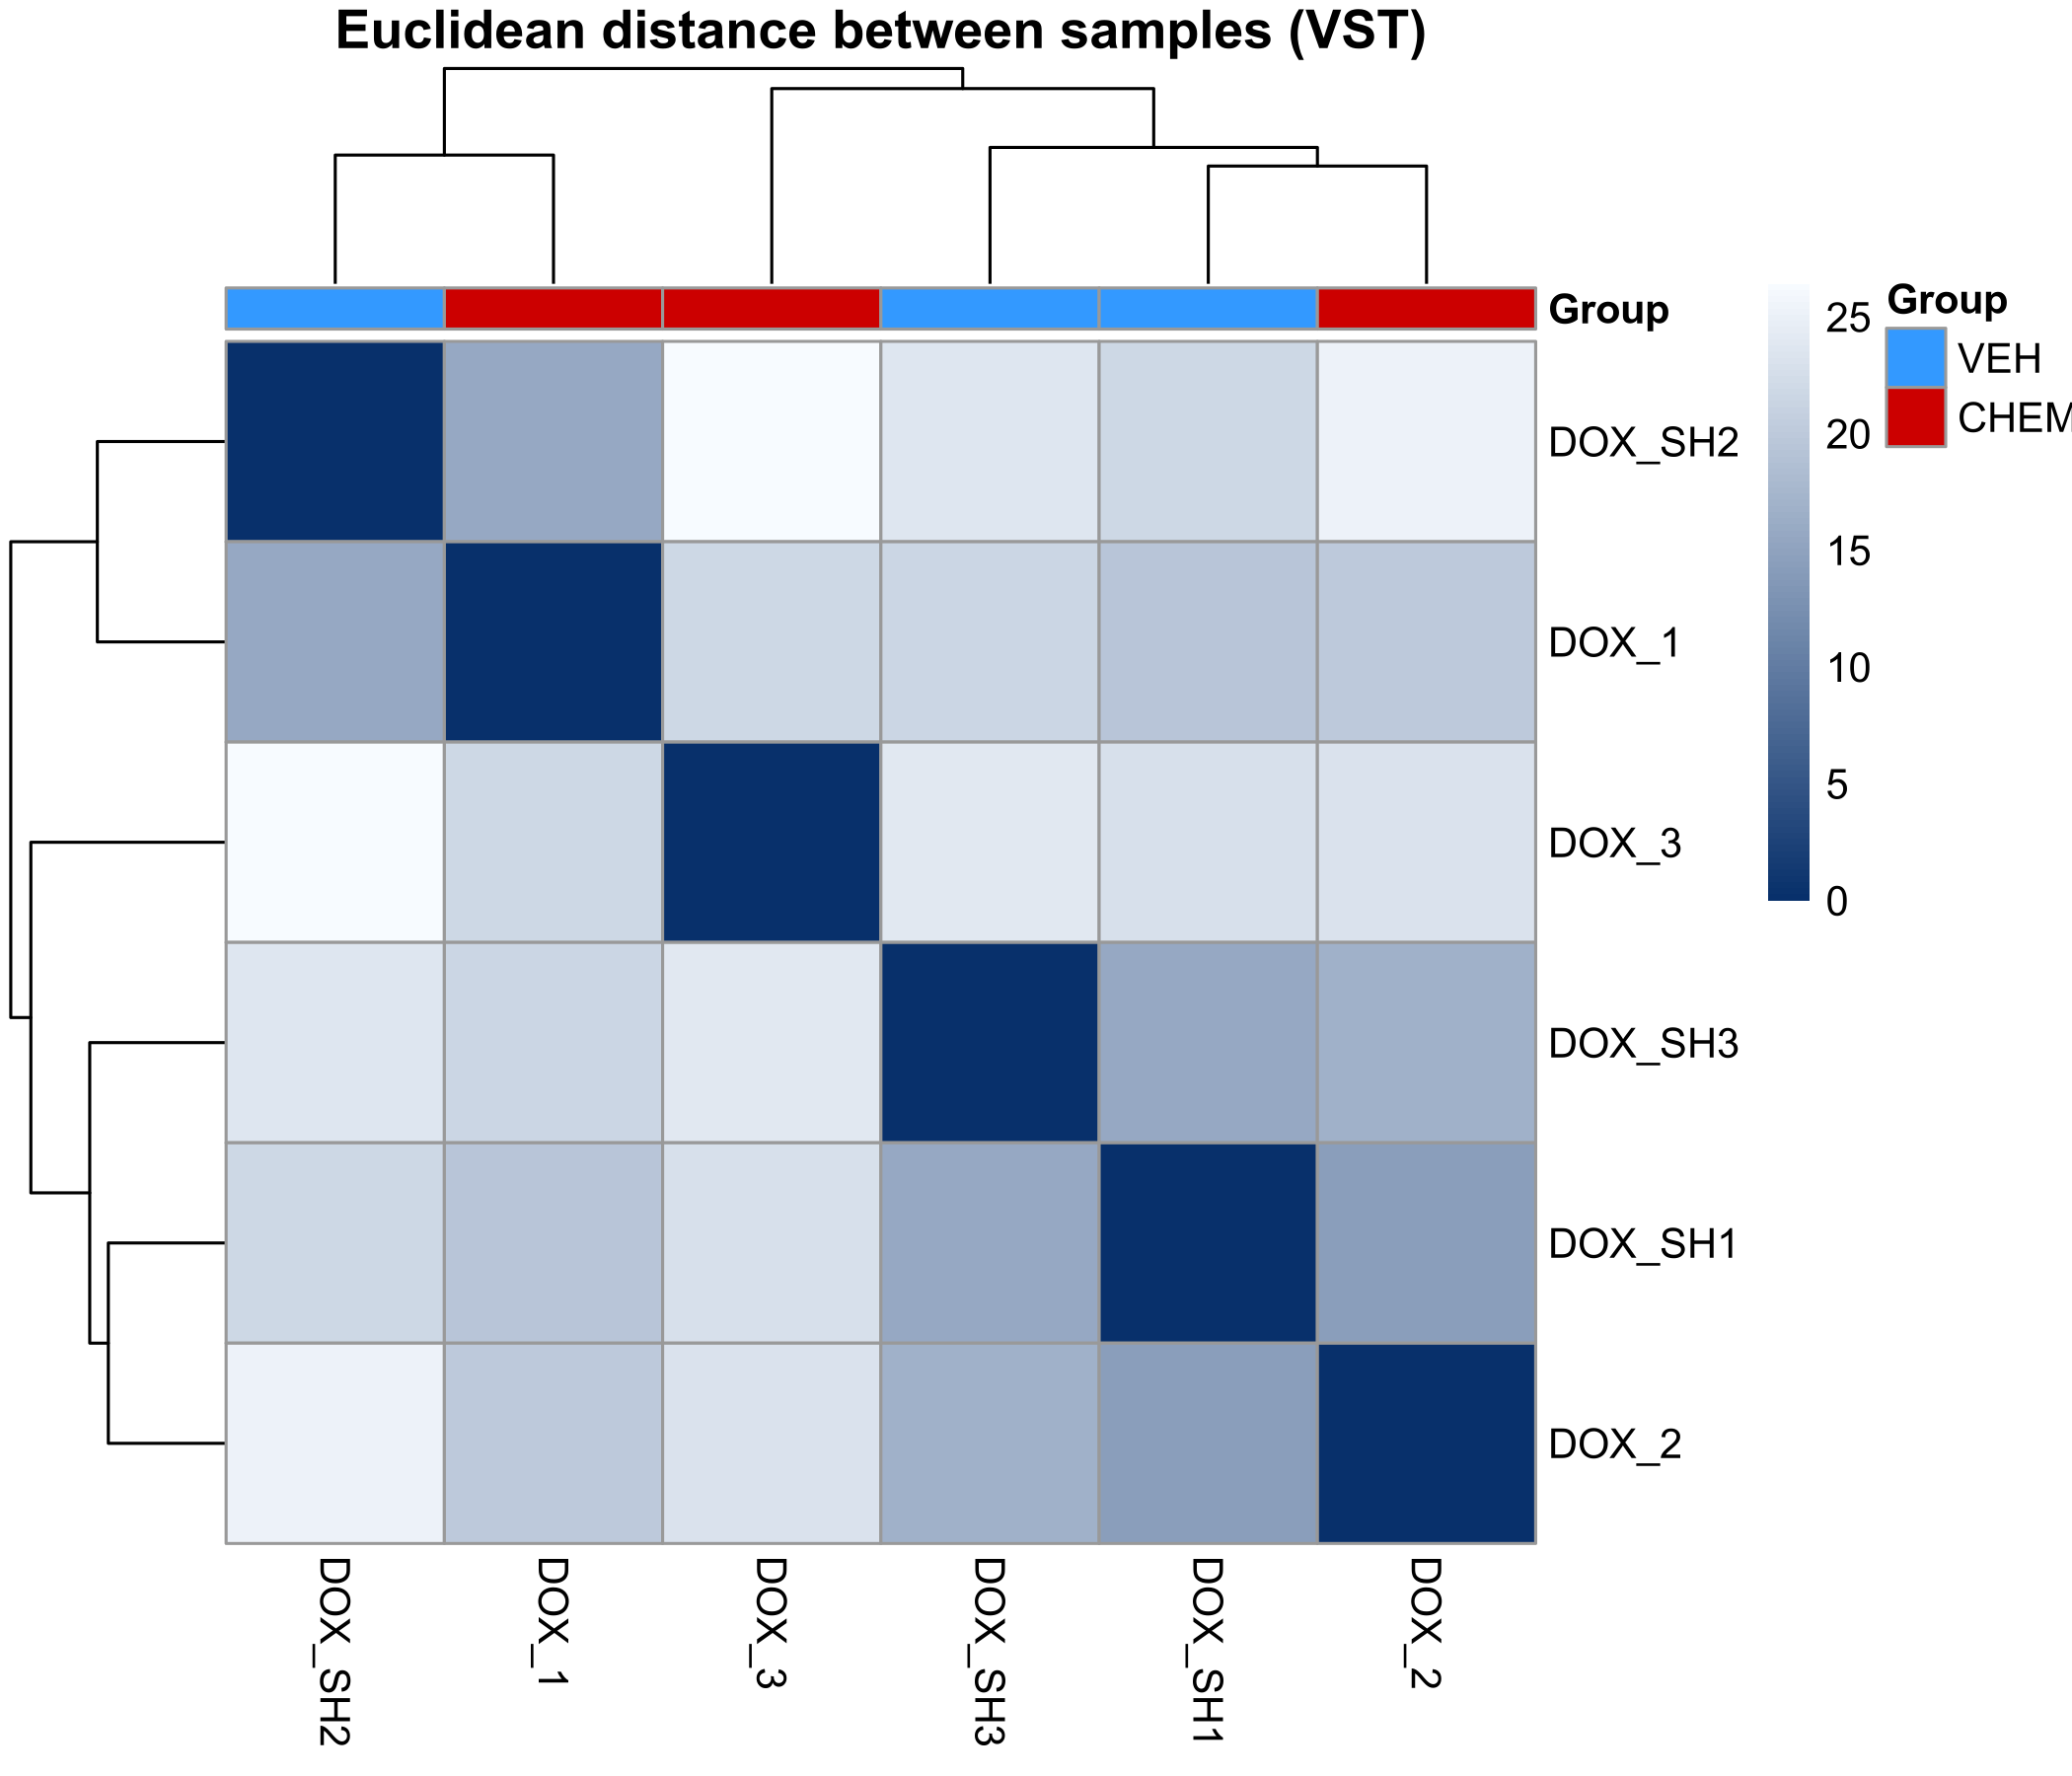 Euclidean distance between samples (VST)
Group
DOX_SH2
DOX_1
DOX_3
DOX_SH3
DOX_SH1
DOX_2
25
20
15
10
5
0
Group
VEH
CHEM
DOX_SH2
DOX_1
DOX_3
DOX_SH3
DOX_SH1
DOX_2